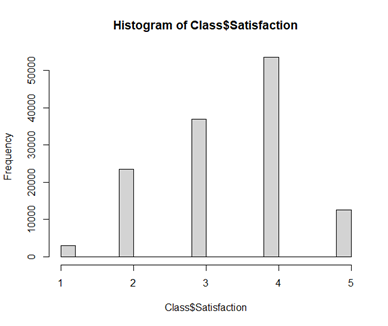 Histogram of Class$Satisfaction
Frequency
50000
40000
30000
20000
10000
0
1 2 3 4 5
Class$Satisfaction